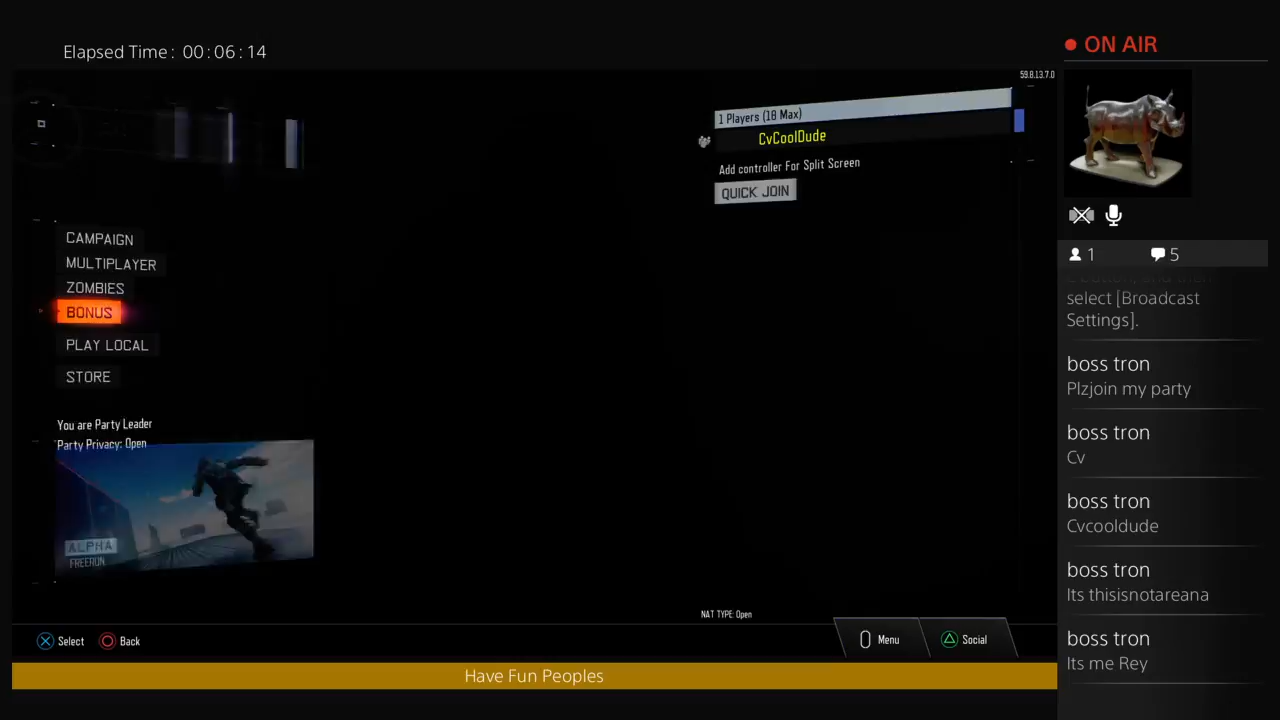 Elapsed Time: 00:06:14
ON AIR
59.8.13.7.0
1 Players (18 Max)
CvCoolDude
Add controller For Split Screen
QUICK JOIN
1
5
CAMPAIGN
MULTIPLAYER
ZOMBIES
BONUS
PLAY LOCAL
STORE
You are Party Leader
Party Privacy: Open
ALPHA
FREERUN
select [Broadcast
Settings].
boss tron
Plzjoin my party
boss tron
Cv
boss tron
Cvcooldude
boss tron
Its thisisnotareana
boss tron
Its me Rey
NAT TYPE: Open
Select
Back
Menu
Social
Have Fun Peoples